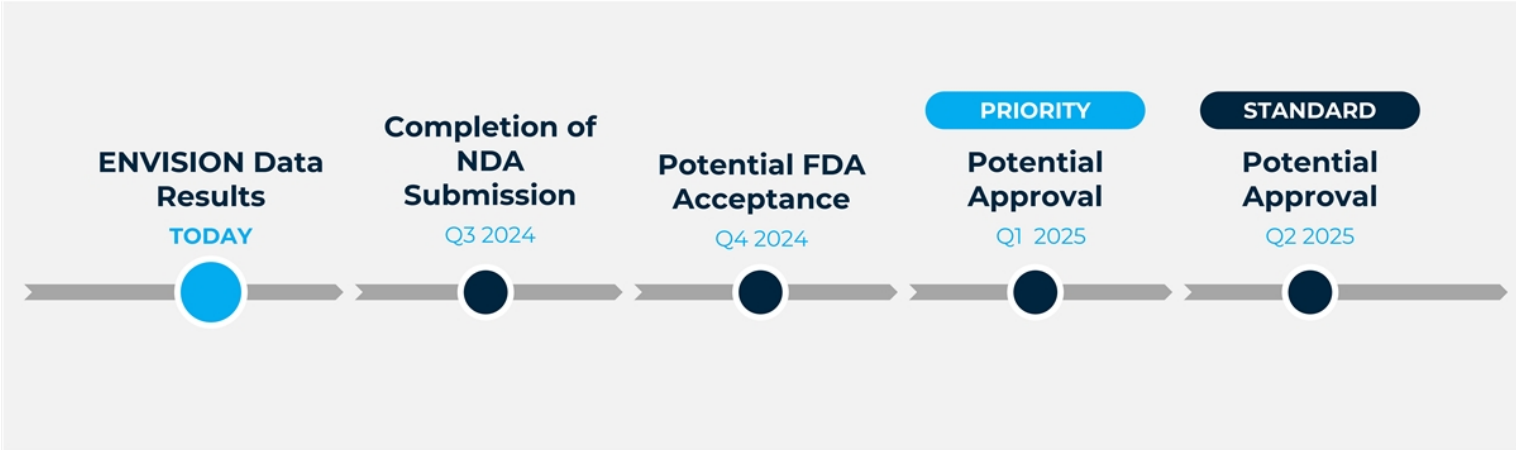 ENVISION Data
Results
TODAY
Completion of
NDA
Submission
Q3 2024
Potential FDA
Acceptance
Q4 2024
PRIORITY
Potential
Approval
Q1 2025
STANDARD
Potential
Approval
Q2 2025